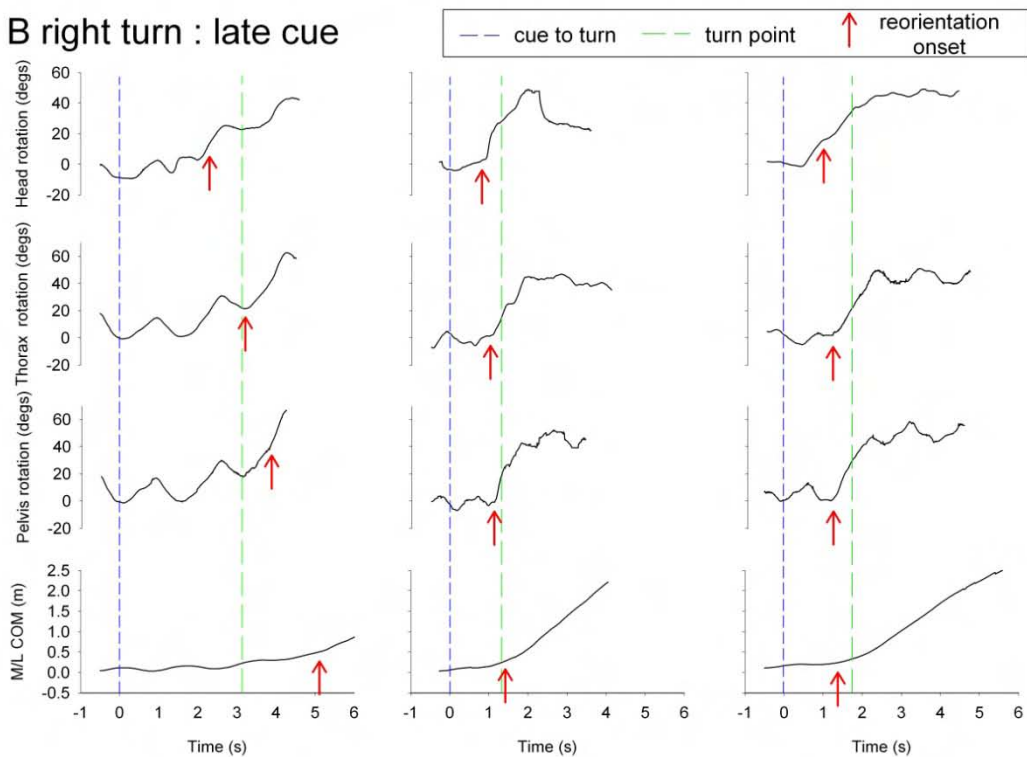 B right turn : late cue
cue to turn
turn point
reorientation
onset
Head rotation (degs)
60
40
20
0
-20
Thorax rotation (degs)
60
40
20
0
-20
Pelvis rotation (degs)
60
40
20
0
-20
M/L COM (m)
2.5
2.0
1.5
1.0
0.5
0.0
-0.5
-1 0 1 2 3 4 5 6
-1 0 1 2 3 4 5 6
-1 0 1 2 3 4 5 6
Time (s)
Time (s)
Time (s)